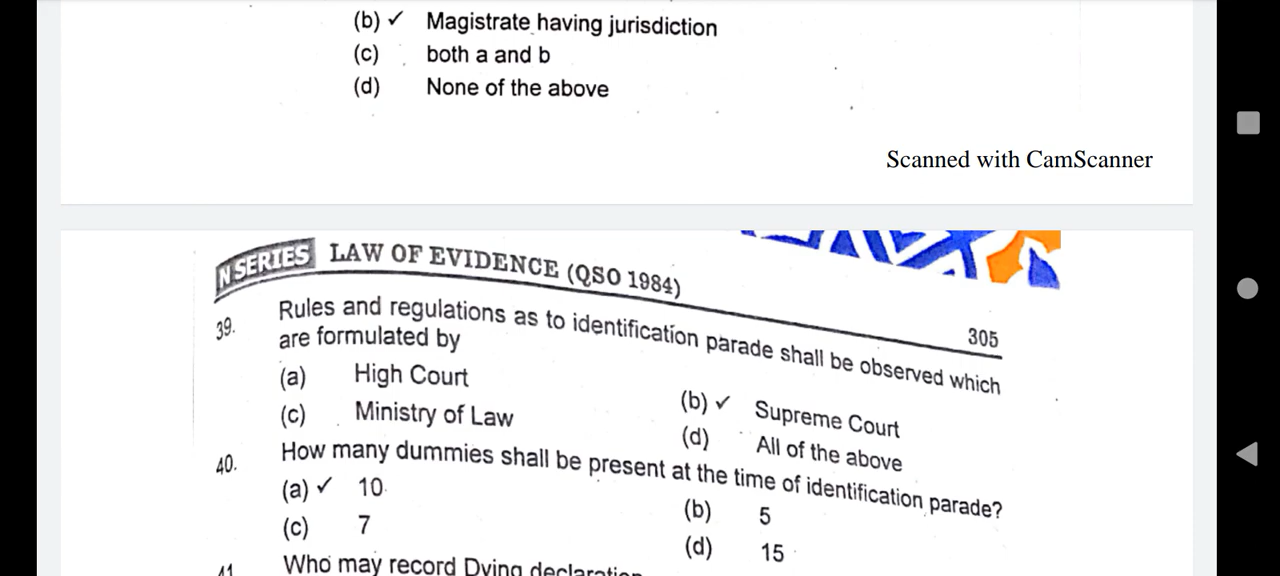 (b) ✓ Magistrate having jurisdiction
(c) both a and b
(d) None of the above
Scanned with CamScanner
N SERIES LAW OF EVIDENCE (QSO 1984)
305
39. Rules and regulations as to identification parade shall be observed which
are formulated by
(a) High Court
(b) ✓ Supreme Court
(c) Ministry of Law
(d) All of the above
40. How many dummies shall be present at the time of identification parade?
(a) ✓ 10
(b) 5
(c) 7
(d) 15
41 Who may record Dying declaration